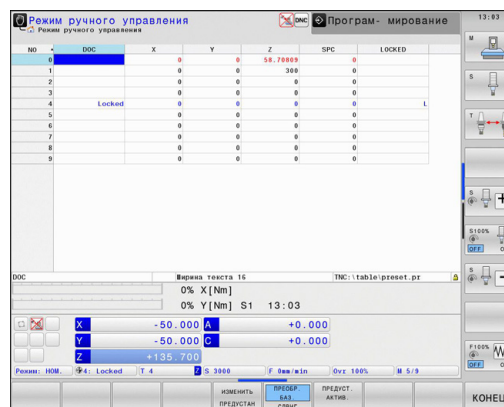 Режим ручного управления
Режим ручного управления
DNC
Програм- мирование
13:03
NO DOC X Y Z SPC LOCKED
0 0 0 58.70809 0
1 0 0 300 0
2 0 0 0 0
3 0 0 0 0
4 Locked 0 0 0 0 L
5 0 0 0 0
6 0 0 0 0
7 0 0 0 0
8 0 0 0 0
9 0 0 0 0
DOC Ширина текста 16 TNC:\table\preset.pr
0% X[Nm]
0% Y[Nm] S1 13:03
X -50.000 A +0.000
Y -50.000 C +0.000
Z +135.700
Режим: НОМ. 4: Locked T 4 Z S 3000 F 0mm/min Ovr 100% M 5/9
M
S
T
S
S100%
OFF
S
F100%
OFF
ИЗМЕНИТЬ
ПРЕДУСТАН
ПРЕОБР.
БАЗ.
ПРЕДУСТ.
АКТИВ.
КОНЕЦ